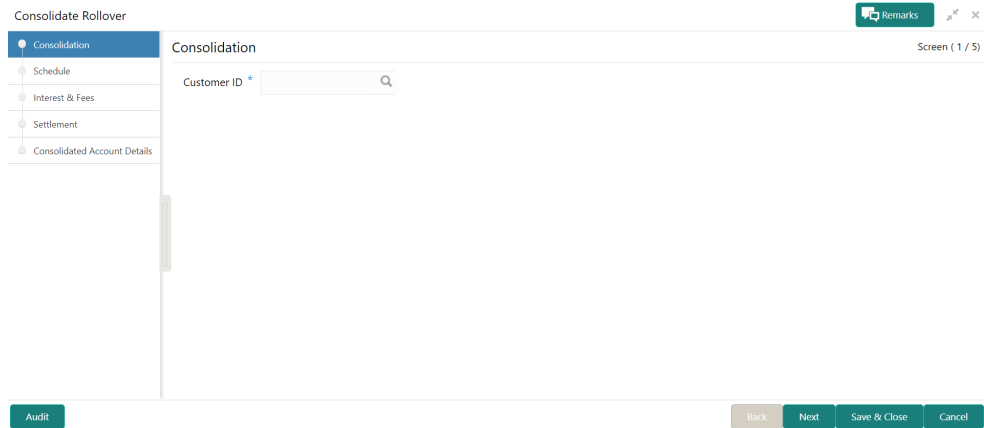 Consolidate Rollover
Remarks
Consolidation
Schedule
Interest & Fees
Settlement
Consolidated Account Details
Consolidation
Screen ( 1 / 5)
Customer ID *
Audit
Back
Next
Save & Close
Cancel